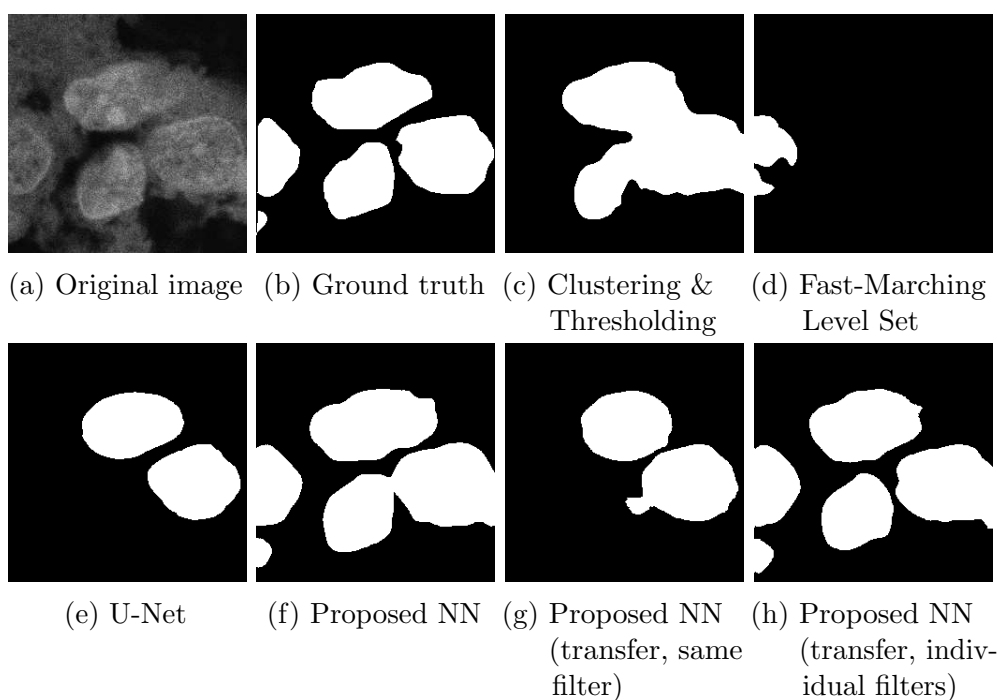 (a) Original image
(b) Ground truth
(c) Clustering &
Thresholding
(d) Fast-Marching
Level Set
(e) U-Net
(f) Proposed NN
(g) Proposed NN
(transfer, same
filter)
(h) Proposed NN
(transfer, indiv-
idual filters)